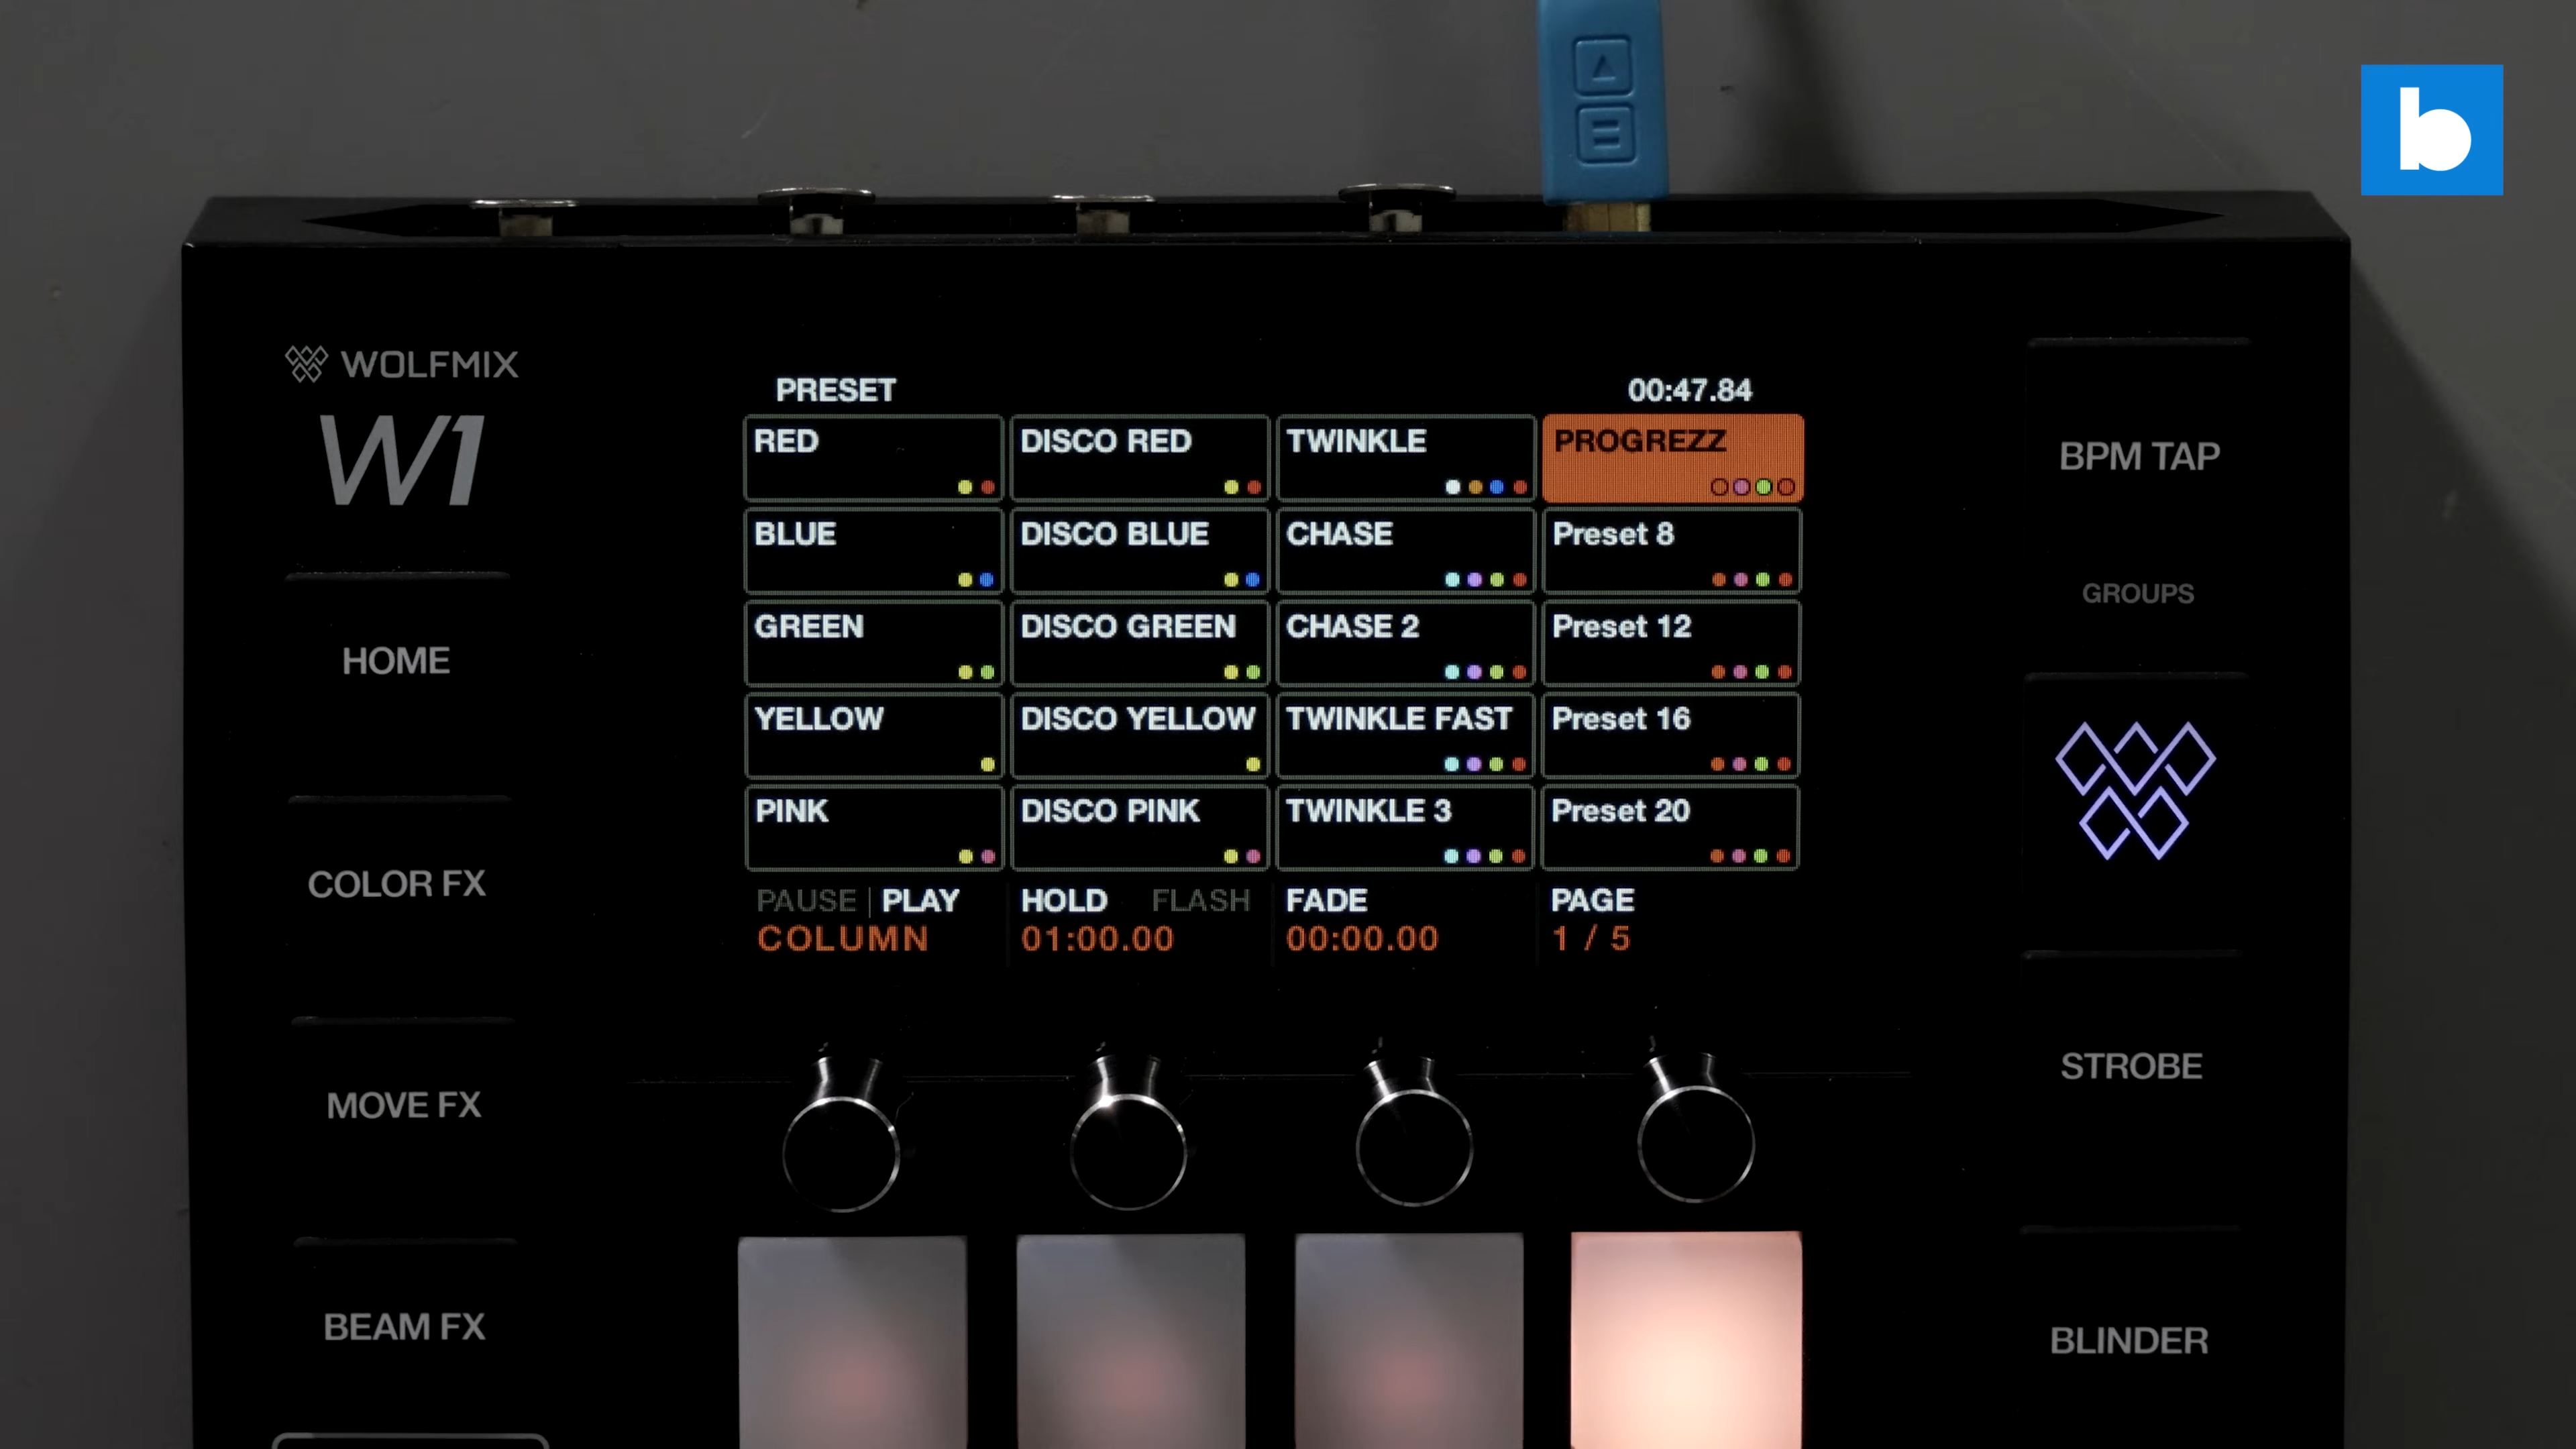 b
WOLFMIX
W1
HOME
COLOR FX
MOVE FX
BEAM FX
PRESET
00:47.84
RED
DISCO RED
TWINKLE
PROGREZZ
BLUE
DISCO BLUE
CHASE
Preset 8
GREEN
DISCO GREEN
CHASE 2
Preset 12
YELLOW
DISCO YELLOW
TWINKLE FAST
Preset 16
PINK
DISCO PINK
TWINKLE 3
Preset 20
PAUSE | PLAY
COLUMN
HOLD FLASH
01:00.00
FADE
00:00.00
PAGE
1 / 5
BPM TAP
GROUPS
STROBE
BLINDER